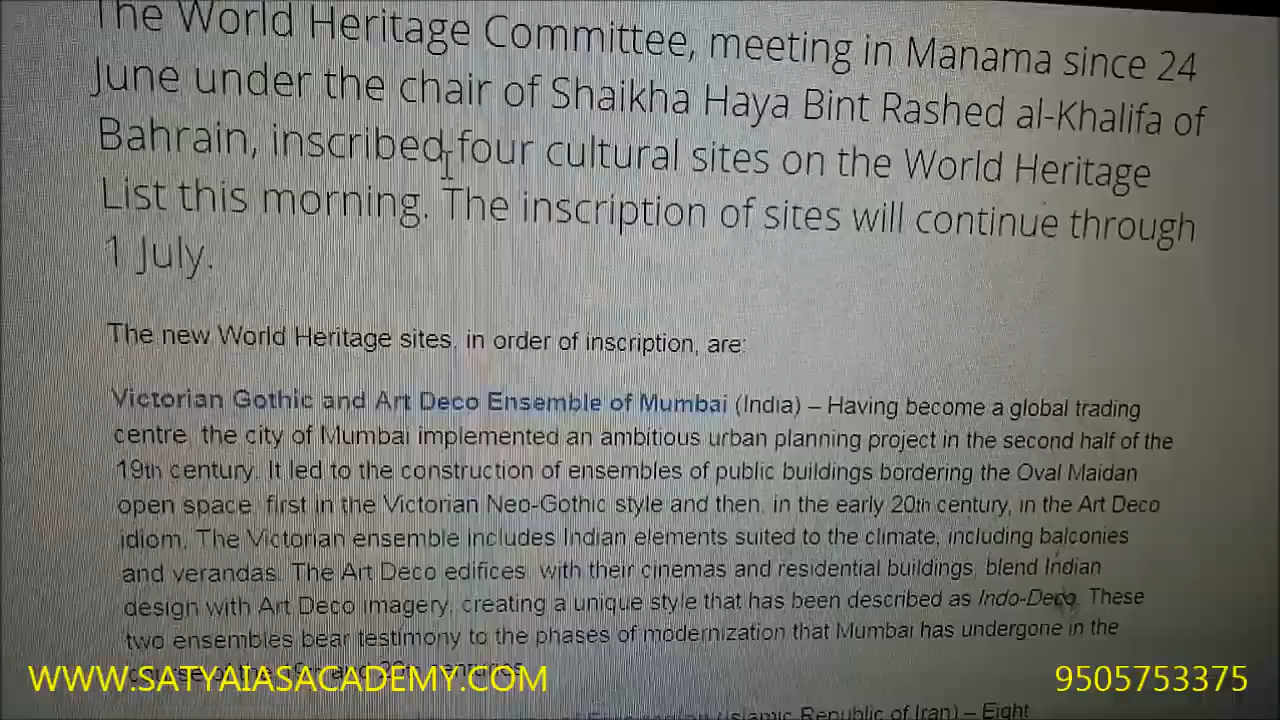 The World Heritage Committee, meeting in Manama since 24
June under the chair of Shaikha Haya Bint Rashed al-Khalifa of
Bahrain, inscribed four cultural sites on the World Heritage
List this morning. The inscription of sites will continue through
1 July.
The new World Heritage sites, in order of inscription, are:
Victorian Gothic and Art Deco Ensemble of Mumbai (India) – Having become a global trading
centre, the city of Mumbai implemented an ambitious urban planning project in the second half of the
19th century. It led to the construction of ensembles of public buildings bordering the Oval Maidan
open space, first in the Victorian Neo-Gothic style and then, in the early 20th century, in the Art Deco
idiom. The Victorian ensemble includes Indian elements suited to the climate, including balconies
and verandas. The Art Deco edifices, with their cinemas and residential buildings, blend Indian
design with Art Deco imagery, creating a unique style that has been described as Indo-Deco. These
two ensembles bear testimony to the phases of modernization that Mumbai has undergone in the
course of the 19th and 20th centuries.
WWW.SATYAIASACADEMY.COM
9505753375
(Islamic Republic of Iran) – Eight